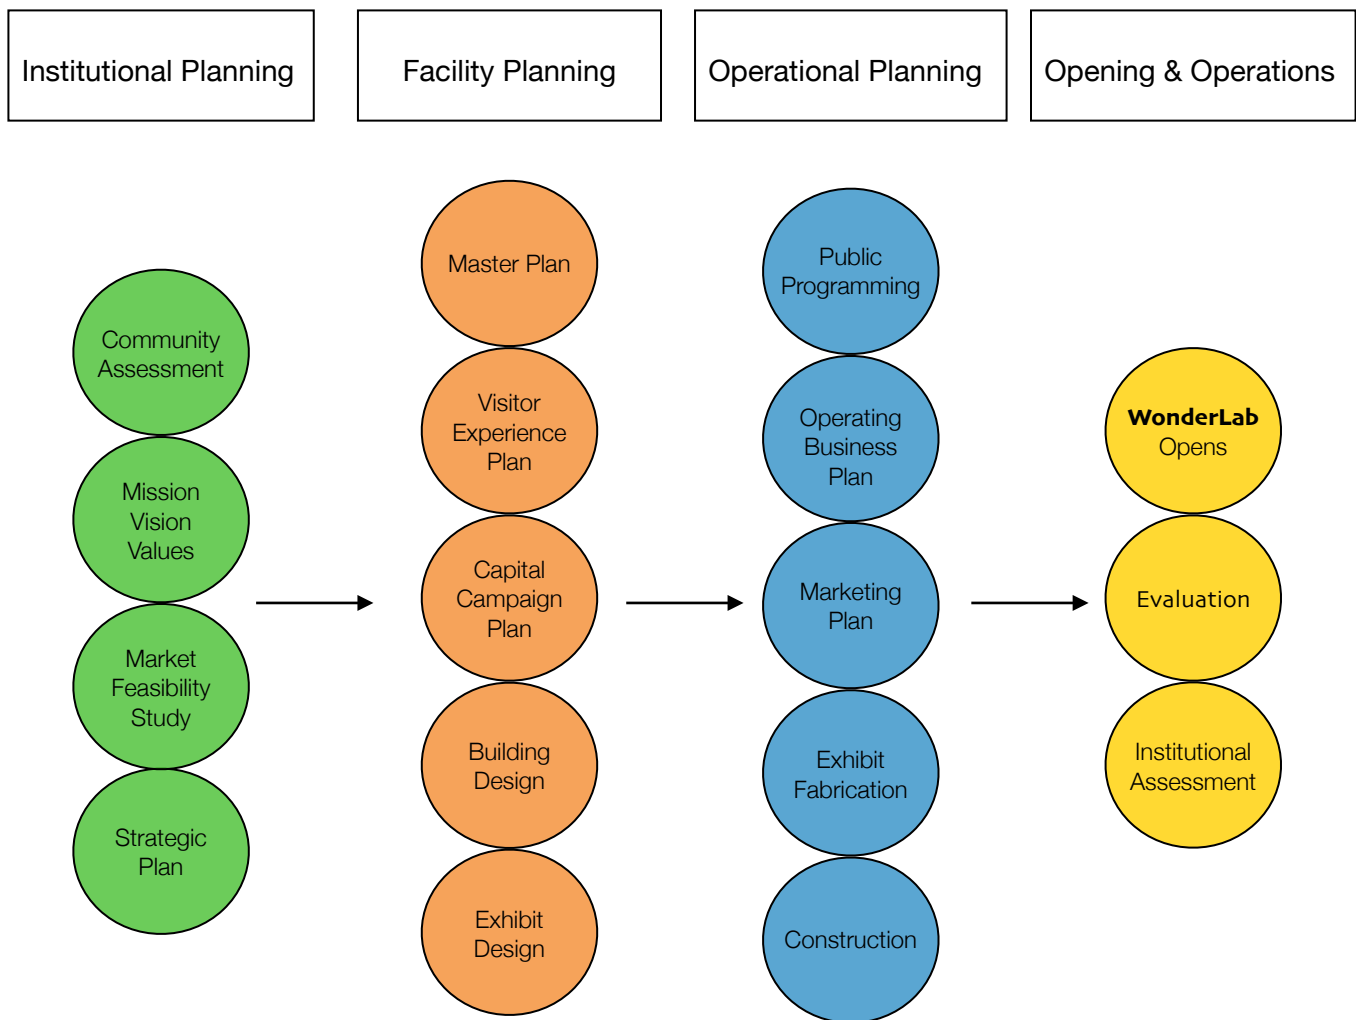 Institutional Planning
Facility Planning
Operational Planning
Opening & Operations
Community
Assessment
Mission
Vision
Values
Market
Feasibility
Study
Strategic
Plan
Master Plan
Visitor
Experience
Plan
Capital
Campaign
Plan
Building
Design
Exhibit
Design
Public
Programming
Operating
Business
Plan
Marketing
Plan
Exhibit
Fabrication
Construction
WonderLab
Opens
Evaluation
Institutional
Assessment